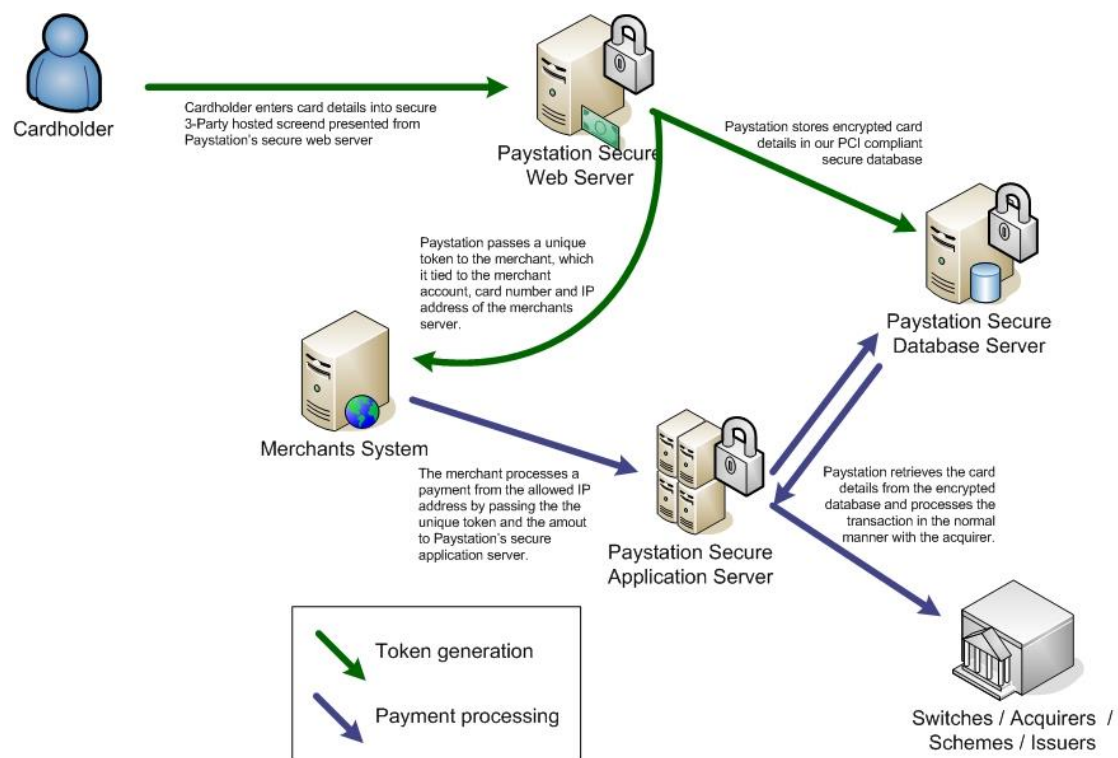 Cardholder
Cardholder enters card details into secure
3-Party hosted screend presented from
Paystation's secure web server
Paystation Secure
Web Server
Paystation stores encrypted card
details in our PCI compliant
secure database
Paystation passes a unique
token to the merchant, which
it tied to the merchant
account, card number and IP
address of the merchants
server.
Paystation Secure
Database Server
Merchants System
The merchant processes a
payment from the allowed IP
address by passing the the
unique token and the amout
to Paystation's secure
application server.
Paystation Secure
Application Server
Paystation retrieves the card
details from the encrypted
database and processes the
transaction in the normal
manner with the acquirer.
Token generation
Payment processing
Switches / Acquirers /
Schemes / Issuers